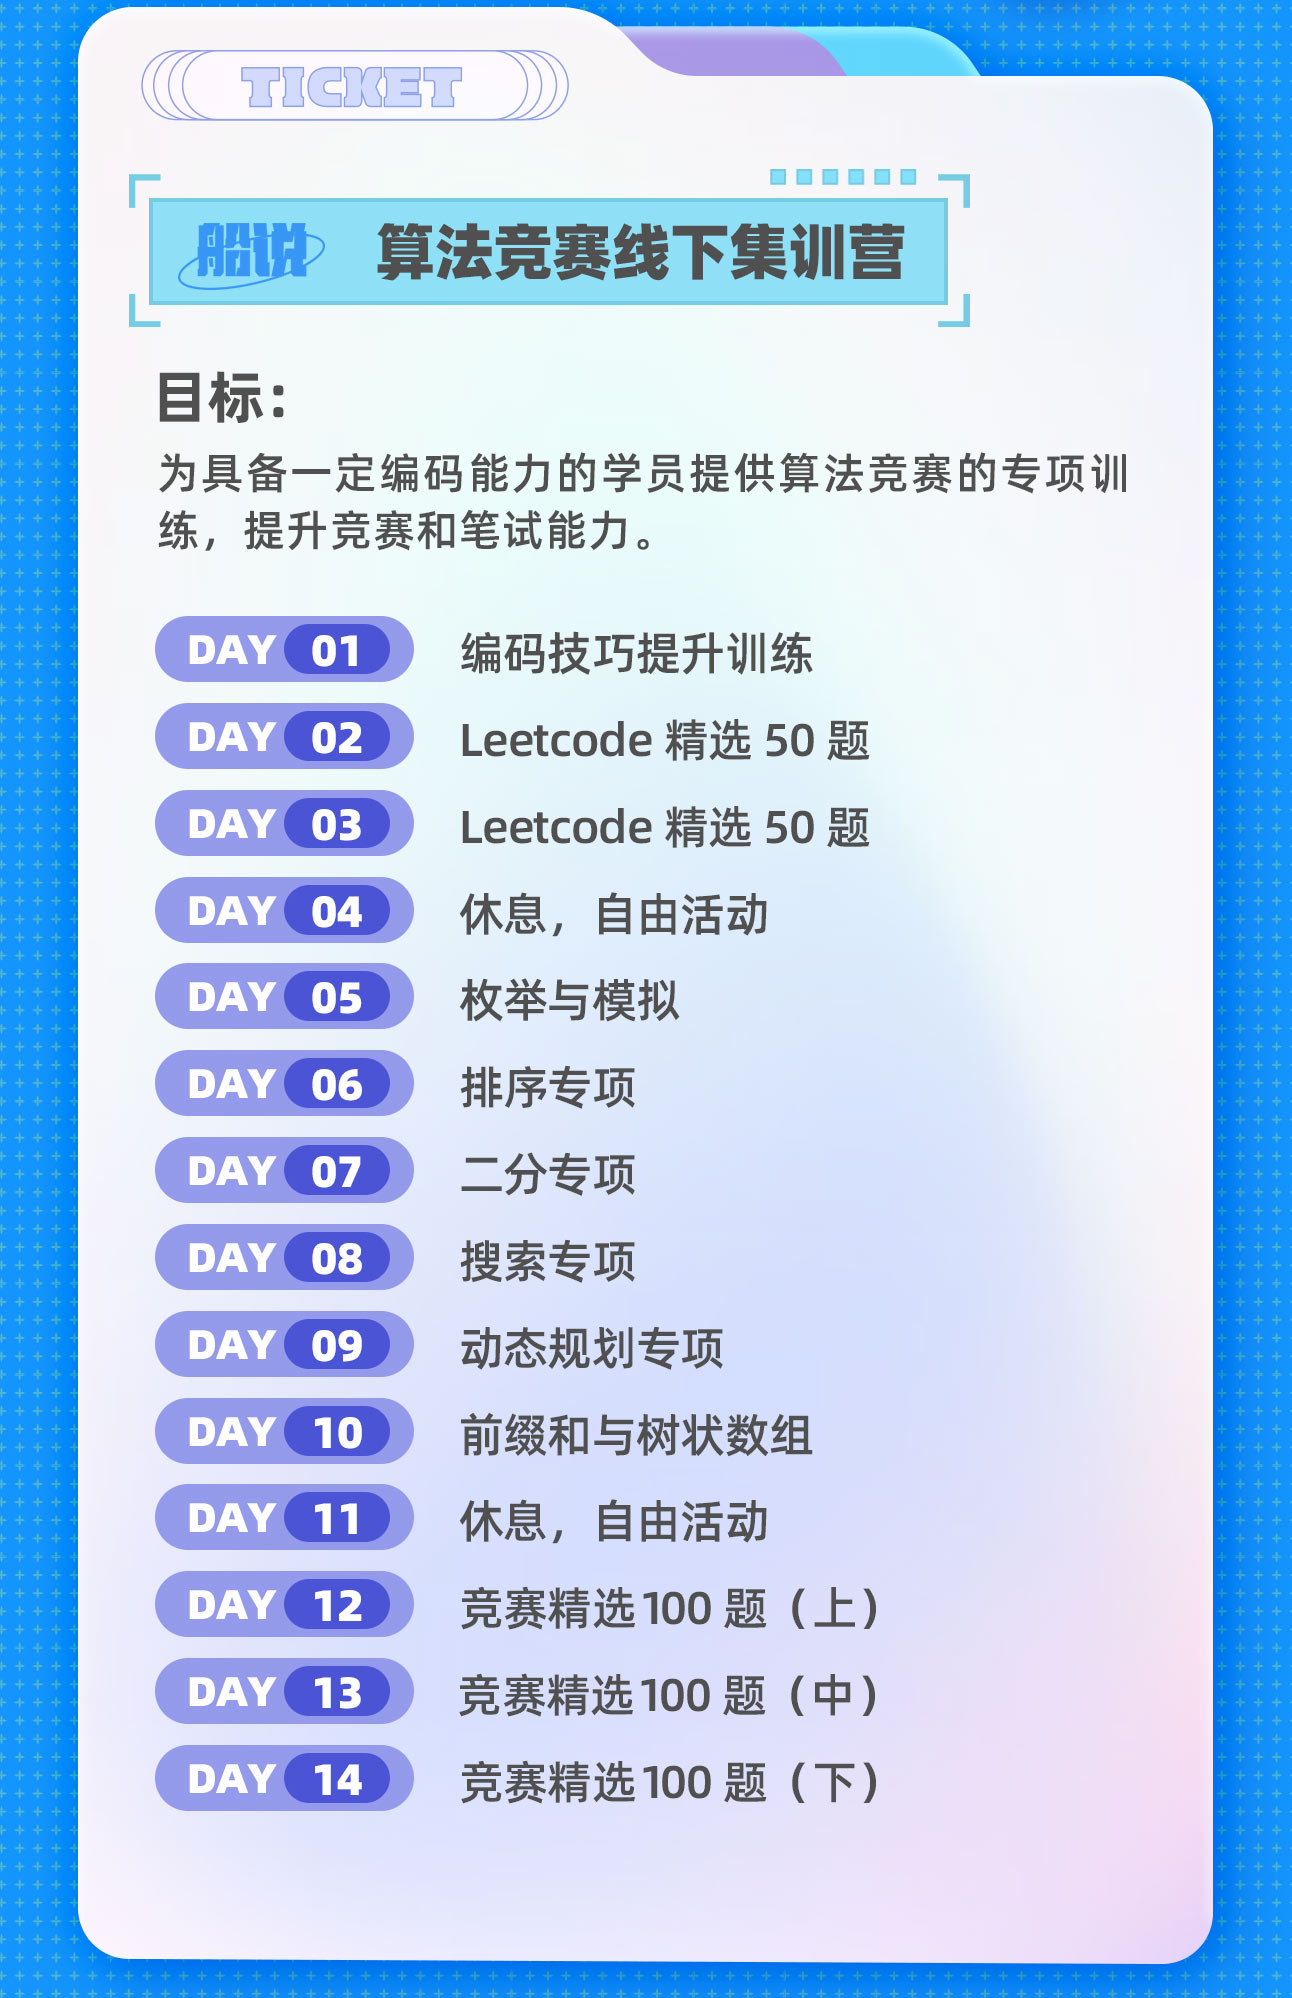 TICKET
船说 算法竞赛线下集训营
目标：
为具备一定编码能力的学员提供算法竞赛的专项训
练，提升竞赛和笔试能力。
DAY 01 编码技巧提升训练
DAY 02 Leetcode 精选 50 题
DAY 03 Leetcode 精选 50 题
DAY 04 休息，自由活动
DAY 05 枚举与模拟
DAY 06 排序专项
DAY 07 二分专项
DAY 08 搜索专项
DAY 09 动态规划专项
DAY 10 前缀和与树状数组
DAY 11 休息，自由活动
DAY 12 竞赛精选 100 题（上）
DAY 13 竞赛精选 100 题（中）
DAY 14 竞赛精选 100 题（下）